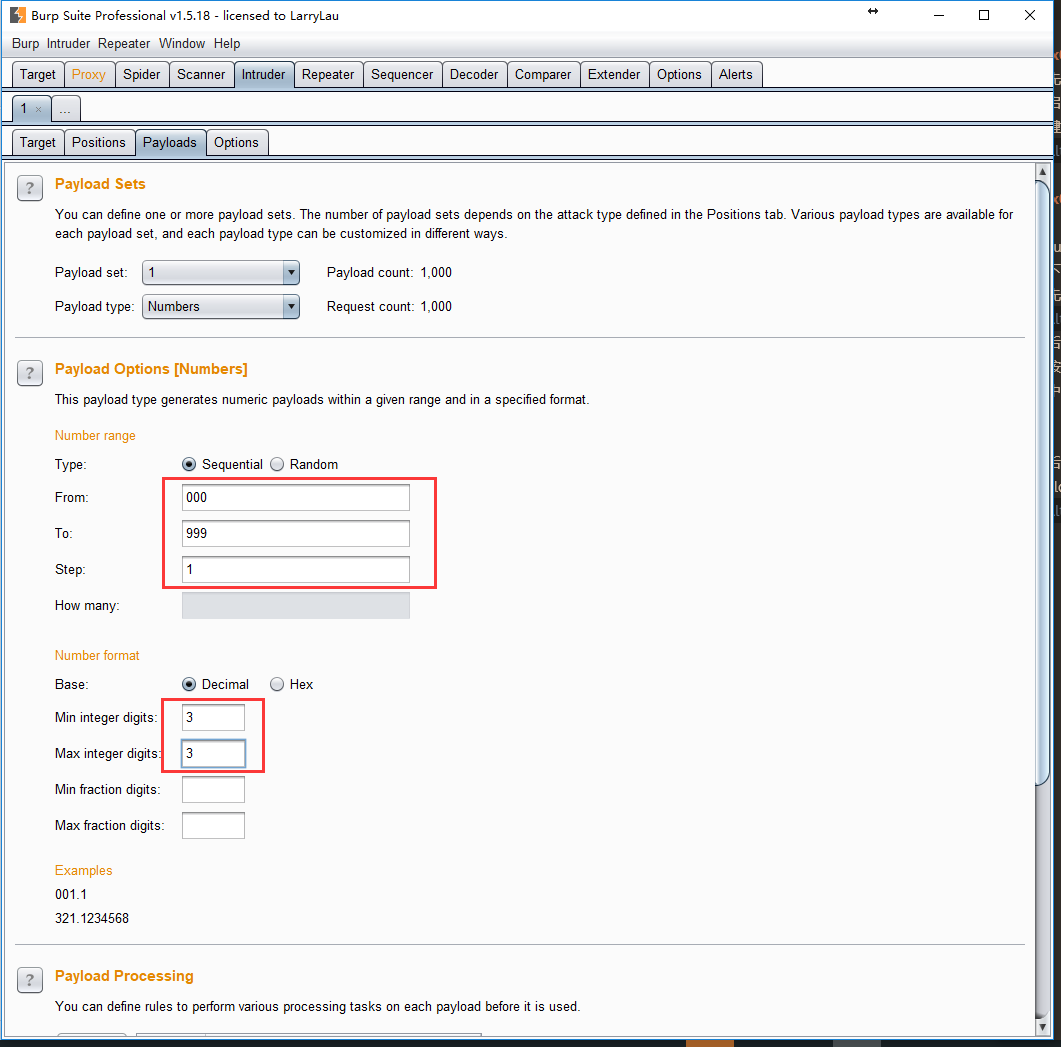 Burp Suite Professional v1.5.18 - licensed to LarryLau
Burp Intruder Repeater Window Help
Target Proxy Spider Scanner Intruder Repeater Sequencer Decoder Comparer Extender Options Alerts
1 × ...
Target Positions Payloads Options
? Payload Sets
You can define one or more payload sets. The number of payload sets depends on the attack type defined in the Positions tab. Various payload types are available for
each payload set, and each payload type can be customized in different ways.
Payload set: 1 Payload count: 1,000
Payload type: Numbers Request count: 1,000
? Payload Options [Numbers]
This payload type generates numeric payloads within a given range and in a specified format.
Number range
Type: Sequential Random
From: 000
To: 999
Step: 1
How many:
Number format
Base: Decimal Hex
Min integer digits: 3
Max integer digits: 3
Min fraction digits:
Max fraction digits:
Examples
001.1
321.1234568
? Payload Processing
You can define rules to perform various processing tasks on each payload before it is used.